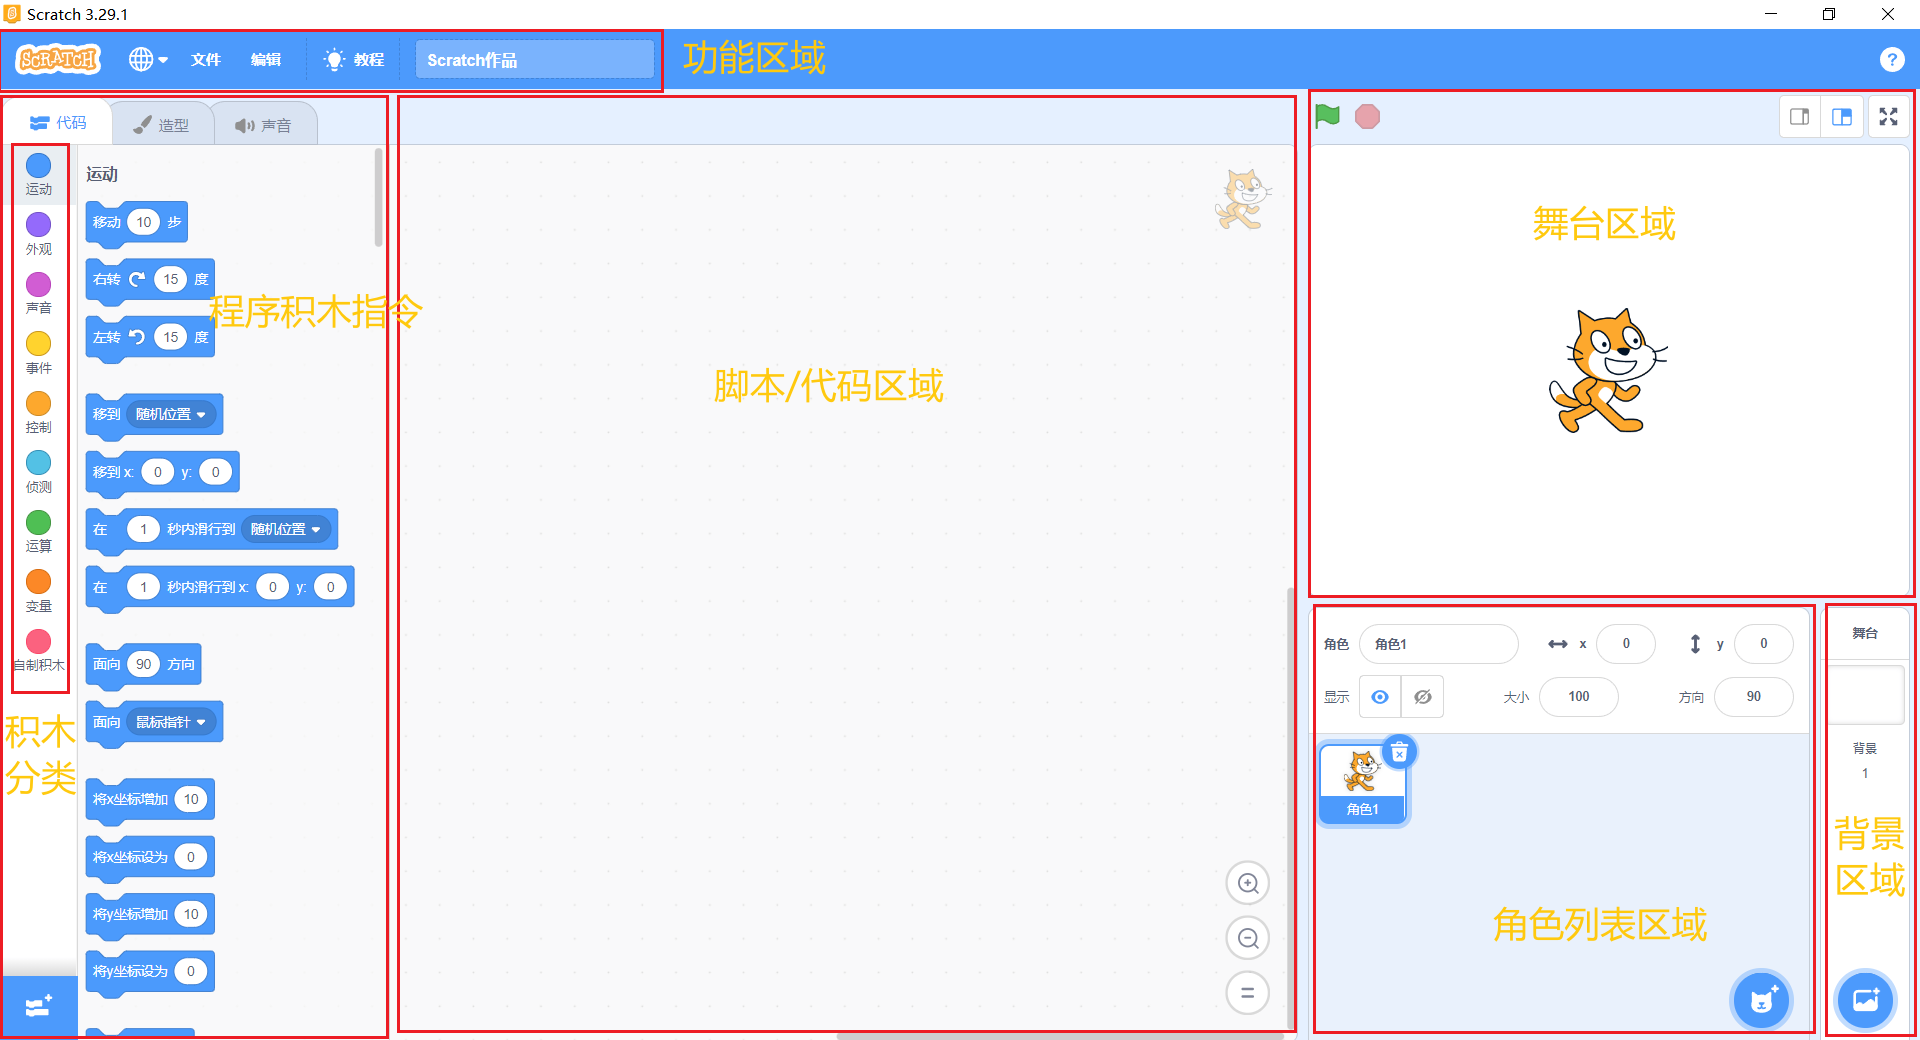 Scratch 3.29.1
SCRATCH
文件
编辑
教程
Scratch作品
功能区域
?
代码
造型
声音
运动
外观
声音
事件
控制
侦测
运算
变量
自制积木
积木
分类
运动
移动 10 步
右转 15 度
左转 15 度
程序积木指令
移到 随机位置
移到 x: 0 y: 0
在 1 秒内滑行到 随机位置
在 1 秒内滑行到 x: 0 y: 0
面向 90 方向
面向 鼠标指针
将x坐标增加 10
将x坐标设为 0
将y坐标增加 10
将y坐标设为 0
脚本/代码区域
舞台区域
角色 角色1 x 0 y 0
显示 大小 100 方向 90
角色1
角色列表区域
舞台
背景
1
背景
区域